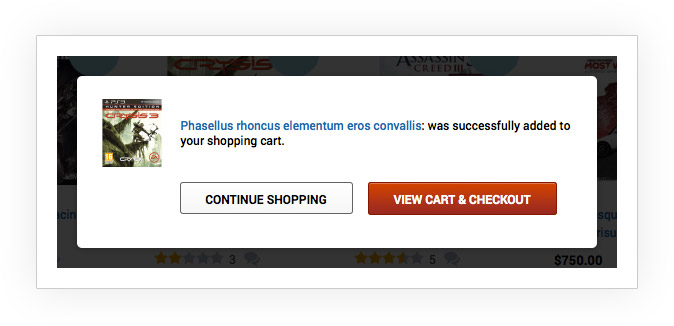 CRYSIS
ASSASSIN
CREED III
MOST W
PS3
HUNTER EDITION
CRYSIS 3
Phasellus rhoncus elementum eros convallis: was successfully added to
your shopping cart.
CONTINUE SHOPPING
VIEW CART & CHECKOUT
3
5
$750.00